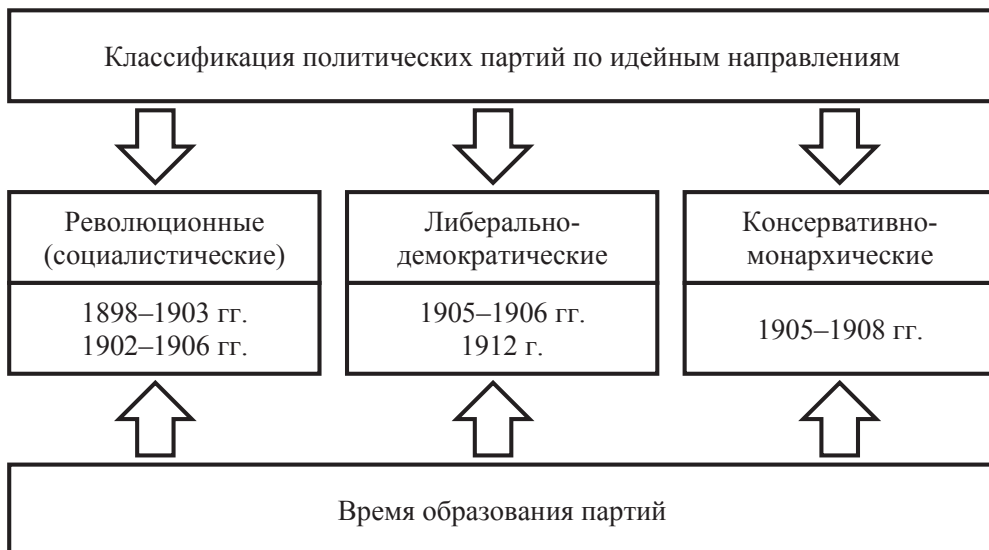 Классификация политических партий по идейным направлениям
Революционные
(социалистические)
1898–1903 гг.
1902–1906 гг.
Либерально-
демократические
1905–1906 гг.
1912 г.
Консервативно-
монархические
1905–1908 гг.
Время образования партий